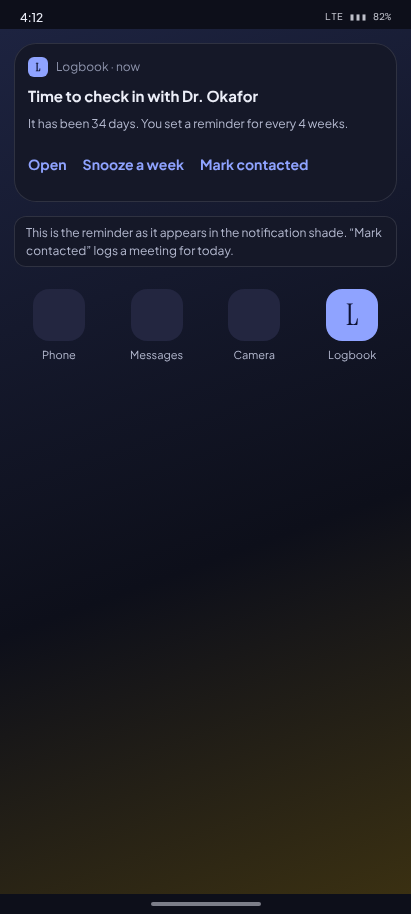 4:12
LTE 82%
L Logbook · now
Time to check in with Dr. Okafor
It has been 34 days. You set a reminder for every 4 weeks.
Open Snooze a week Mark contacted
This is the reminder as it appears in the notification shade. “Mark
contacted” logs a meeting for today.
L
Phone Messages Camera Logbook